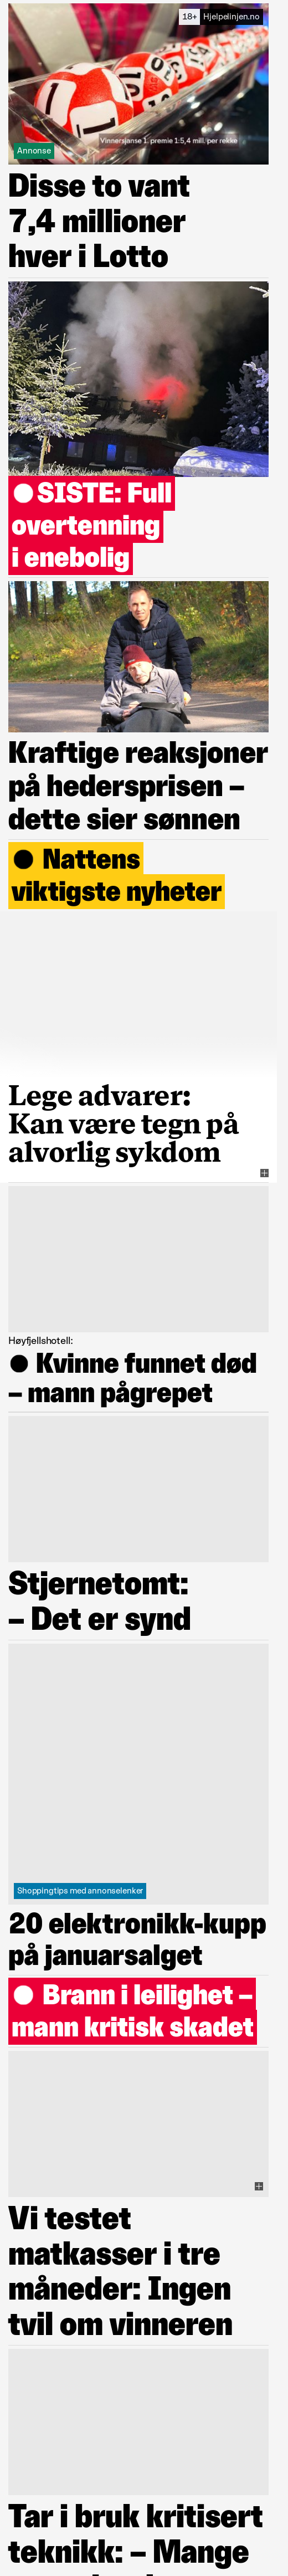 18+ Hjelpelinjen.no
Vinnersjanse 1. premie 1:5,4 mill. per rekke
Annonse
Disse to vant
7,4 millioner
hver i Lotto
SISTE: Full
overtenning
i enebolig
Kraftige reaksjoner
på hedersprisen –
dette sier sønnen
Nattens
viktigste nyheter
Lege advarer:
Kan være tegn på
alvorlig sykdom
Høyfjellshotell:
Kvinne funnet død
– mann pågrepet
Stjernetomt:
– Det er synd
Shoppingtips med annonselenker
20 elektronikk-kupp
på januarsalget
Brann i leilighet –
mann kritisk skadet
Vi testet
matkasser i tre
måneder: Ingen
tvil om vinneren
Tar i bruk kritisert
teknikk: – Mange